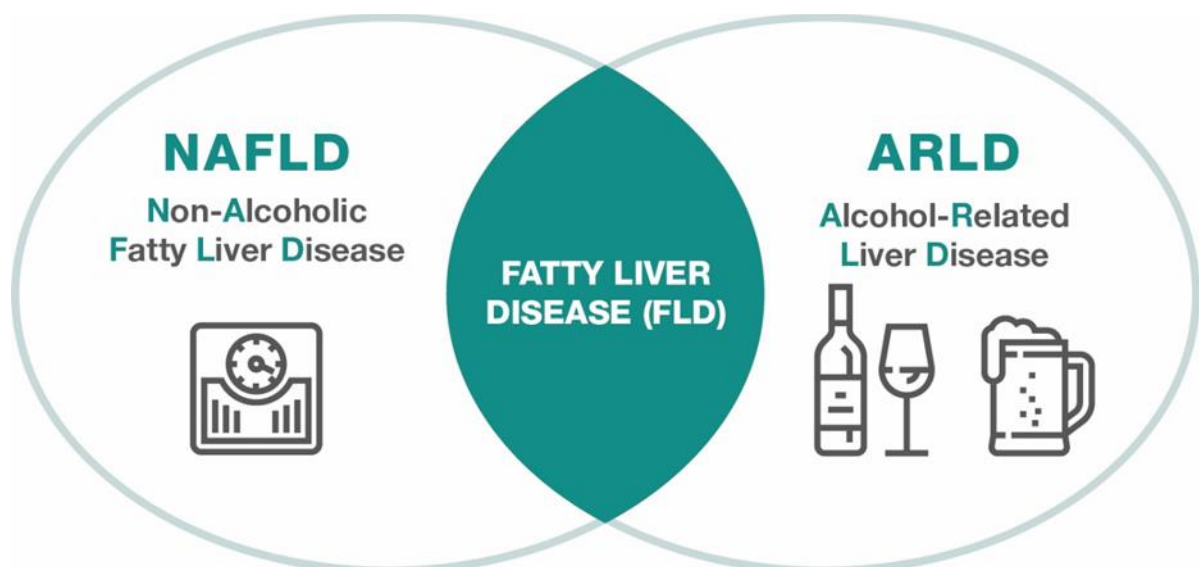 NAFLD
Non-Alcoholic
Fatty Liver Disease
FATTY LIVER
DISEASE (FLD)
ARLD
Alcohol-Related
Liver Disease